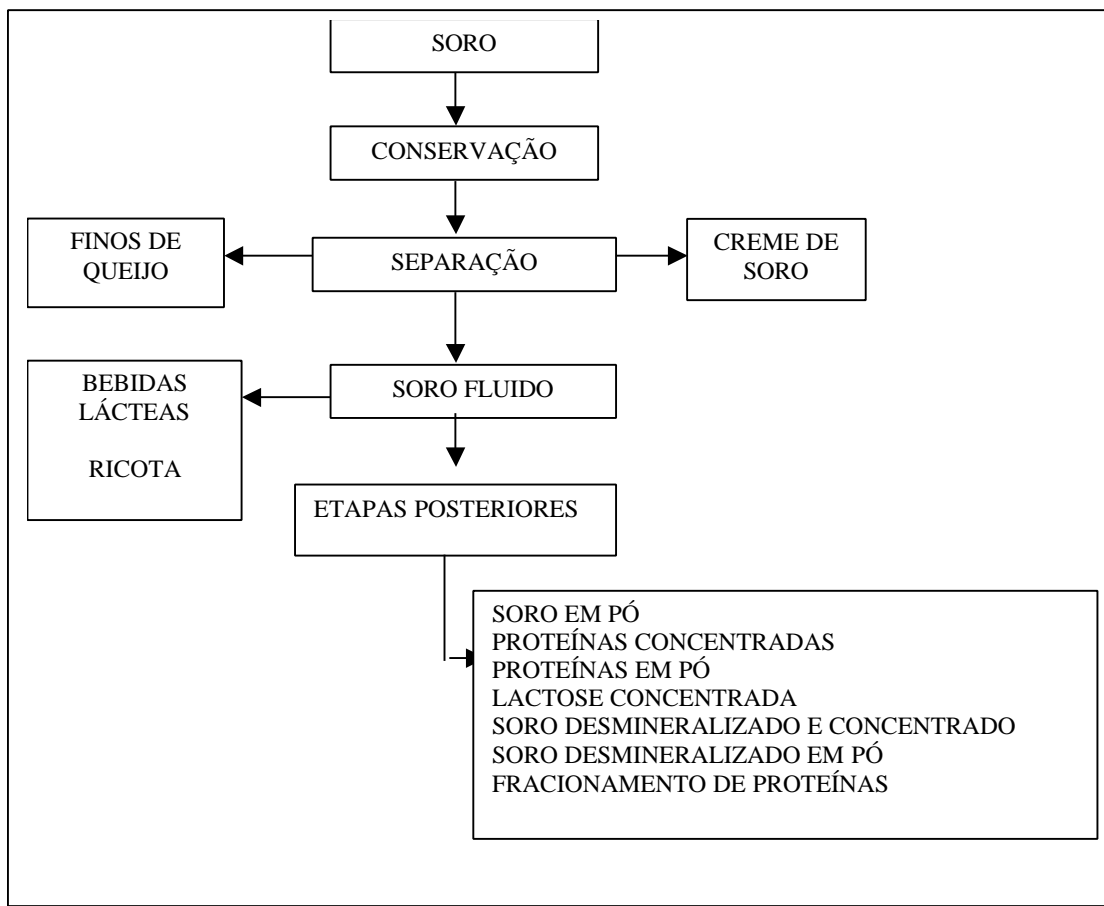 SORO
CONSERVAÇÃO
FINOS DE
QUEIJO
SEPARAÇÃO
CREME DE
SORO
BEBIDAS
LÁCTEAS
RICOTA
SORO FLUIDO
ETAPAS POSTERIORES
SORO EM PÓ
PROTEÍNAS CONCENTRADAS
PROTEÍNAS EM PÓ
LACTOSE CONCENTRADA
SORO DESMINERALIZADO E CONCENTRADO
SORO DESMINERALIZADO EM PÓ
FRACIONAMENTO DE PROTEÍNAS